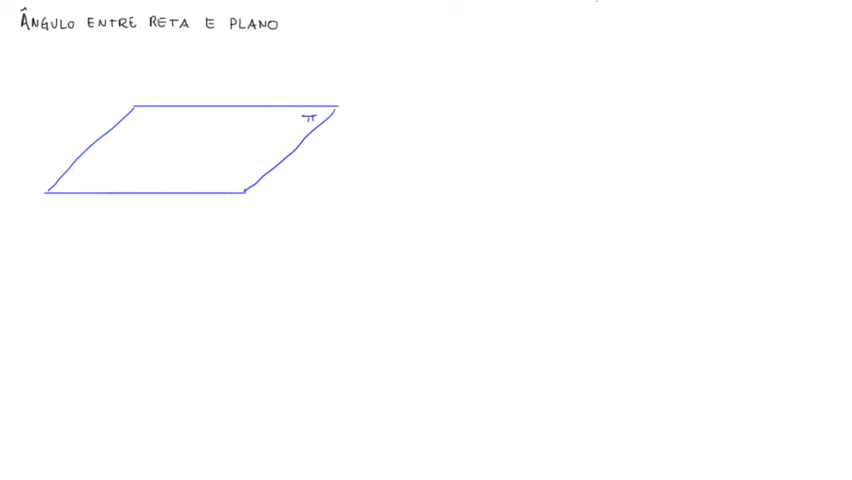 ÂNGULO ENTRE RETA E PLANO
π